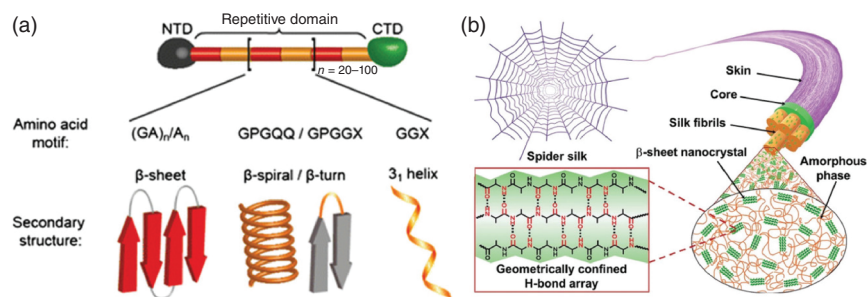 (a)
Repetitive domain
NTD
CTD
n = 20–100
Amino acid
motif:
(GA)n/An
GPGQQ / GPGGX
GGX
β-sheet
β-spiral / β-turn
31 helix
Secondary
structure:
(b)
Skin
Core
Silk fibrils
β-sheet nanocrystal
Amorphous
phase
Spider silk
Geometrically confined
H-bond array